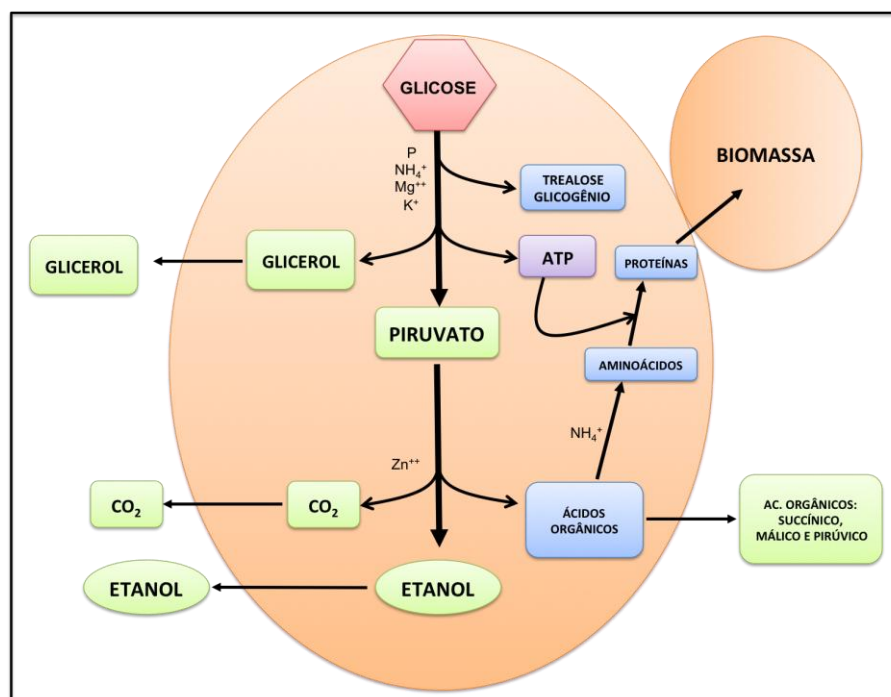 GLICOSE
P
NH₄⁺
Mg⁺⁺
K⁺
TREALOSE
GLICOGÊNIO
BIOMASSA
GLICEROL
GLICEROL
ATP
PROTEÍNAS
PIRUVATO
AMINOÁCIDOS
NH₄⁺
Zn⁺⁺
CO₂
CO₂
ÁCIDOS
ORGÂNICOS
AC. ORGÂNICOS:
SUCCÍNICO,
MÁLICO E PIRÚVICO
ETANOL
ETANOL